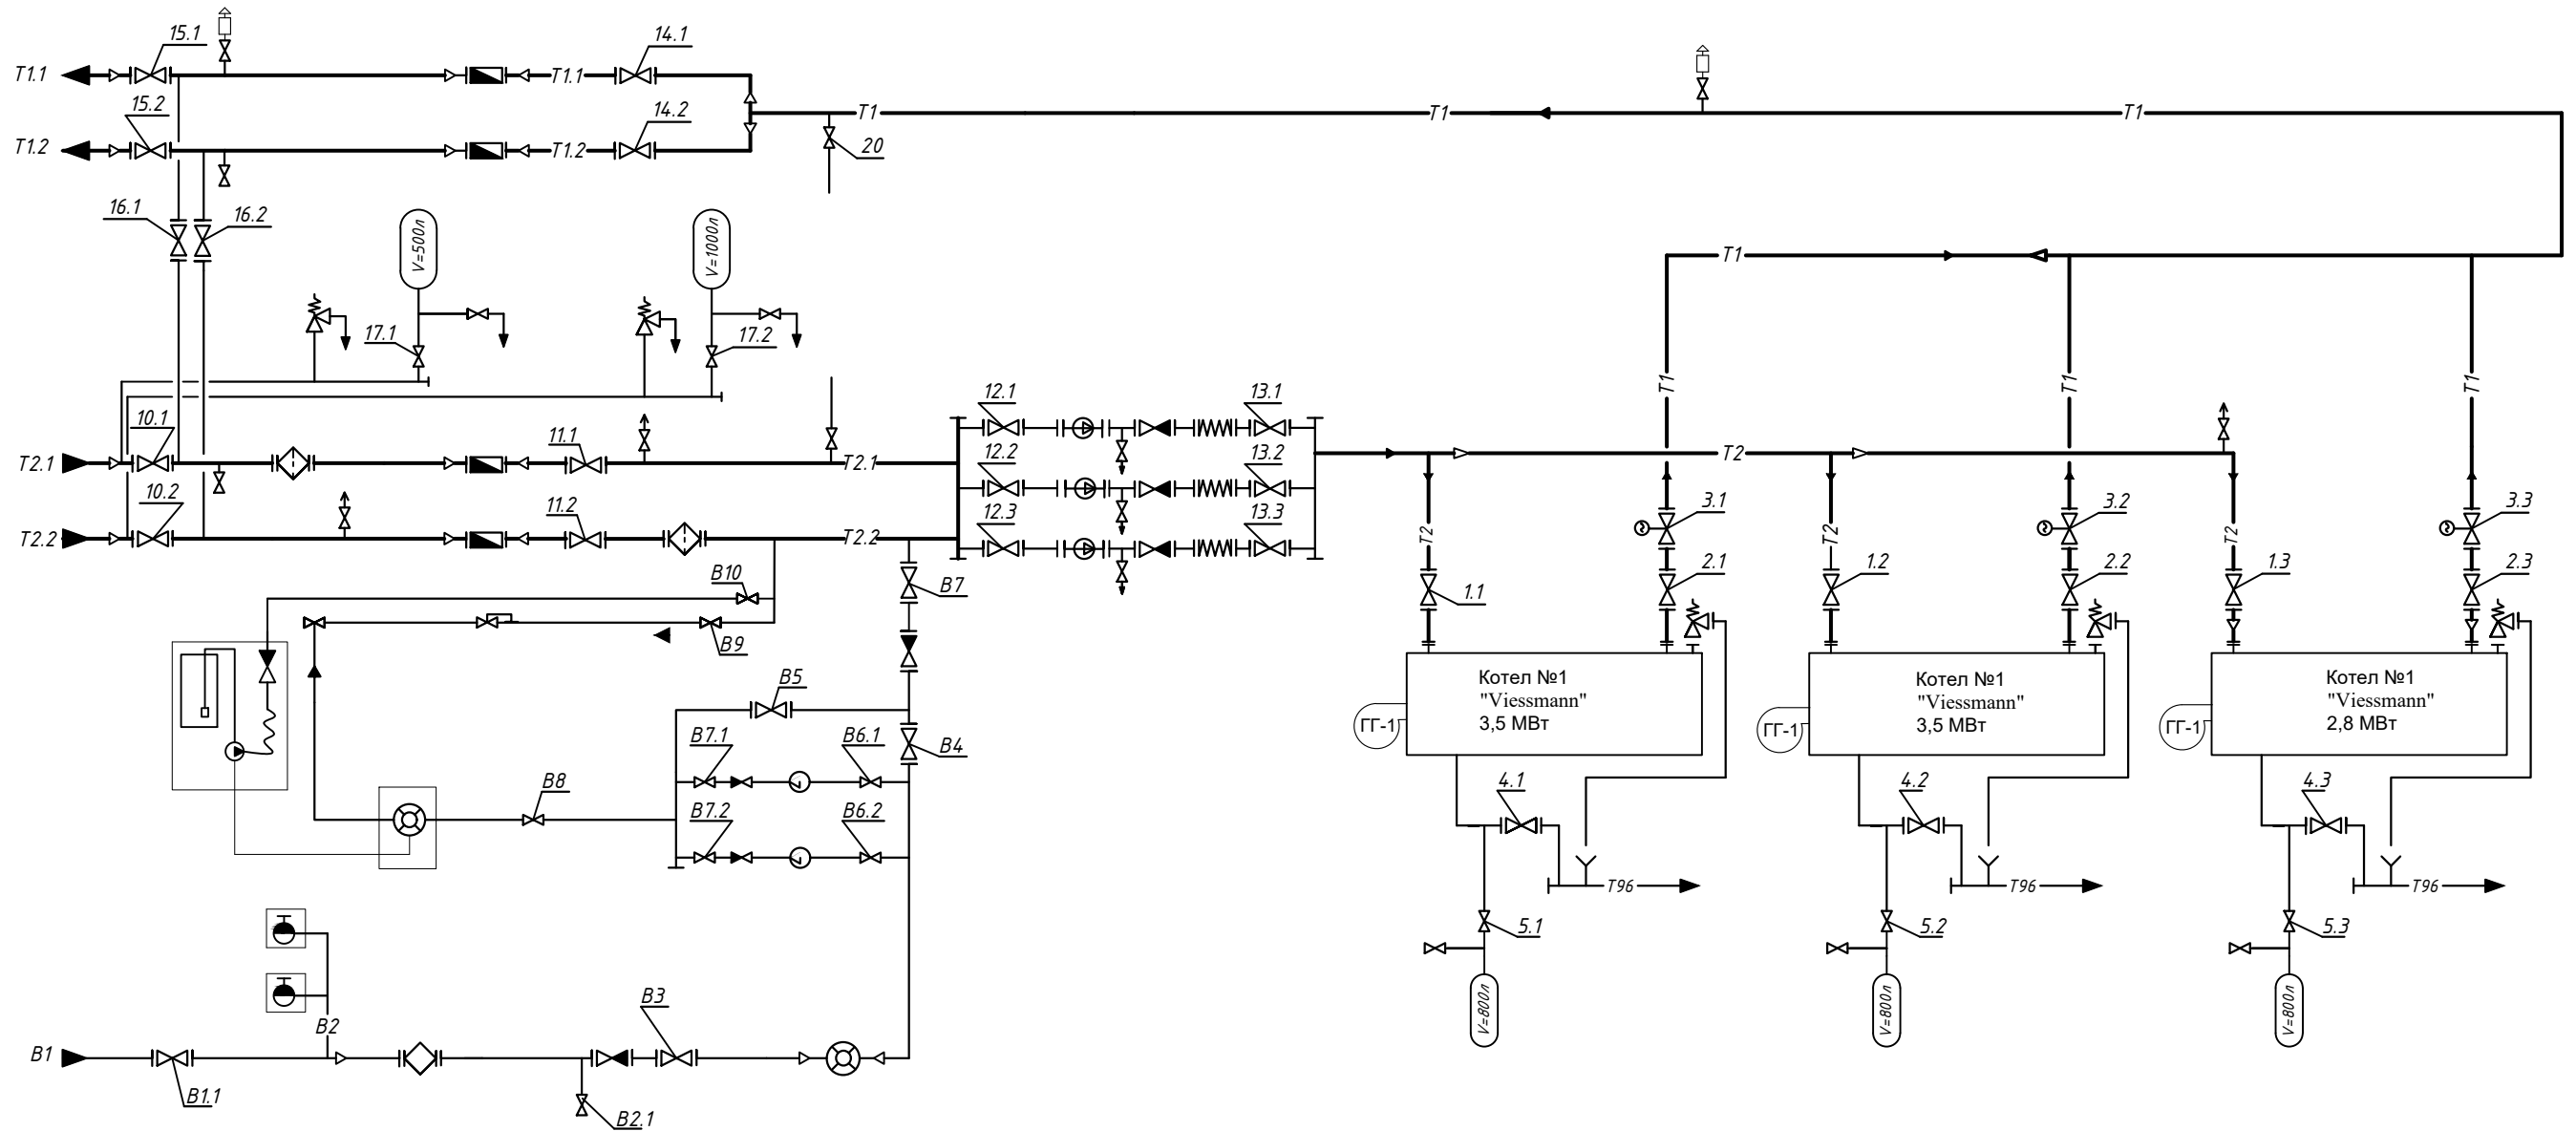 15.1
14.1
T1.1
T1.1
15.2
14.2
T1
T1
T1
T1.2
T1.2
20
16.1
16.2
V=500л
V=1000л
T1
17.1
17.2
T1
T1
T1
10.1
11.1
12.1
13.1
T2.1
T2.1
12.2
13.2
T2
10.2
11.2
12.3
13.3
3.1
3.2
3.3
T2.2
T2.2
T2
T2
T2
B10
B7
1.1
2.1
1.2
2.2
1.3
2.3
B9
B5
Котел №1
"Viessmann"
3,5 МВт
Котел №1
"Viessmann"
3,5 МВт
Котел №1
"Viessmann"
2,8 МВт
ГГ-1
ГГ-1
ГГ-1
B7.1
B6.1
B4
B8
B7.2
B6.2
4.1
4.2
4.3
T96
T96
T96
5.1
5.2
5.3
V=800л
V=800л
V=800л
B2
B3
B1
B1.1
B2.1